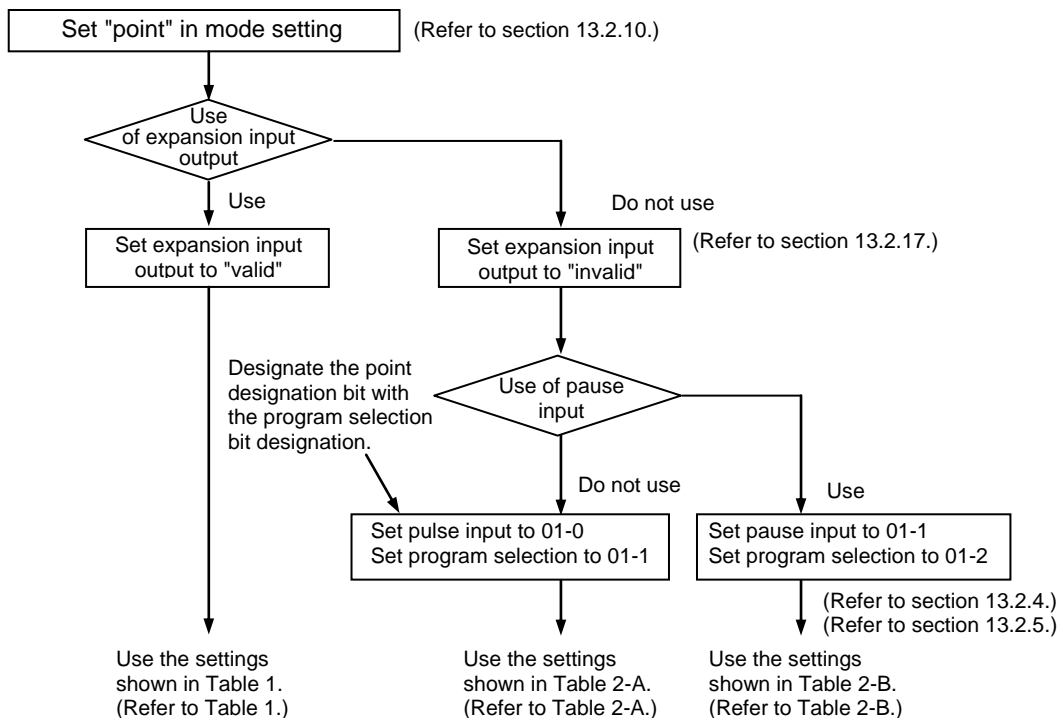 Set "point" in mode setting
(Refer to section 13.2.10.)
Use
of expansion input
output
Use
Do not use
Set expansion input
output to "valid"
Set expansion input
output to "invalid"
(Refer to section 13.2.17.)
Designate the point
designation bit with
the program selection
bit designation.
Use of pause
input
Do not use
Use
Set pulse input to 01-0
Set program selection to 01-1
Set pause input to 01-1
Set program selection to 01-2
(Refer to section 13.2.4.)
(Refer to section 13.2.5.)
Use the settings
shown in Table 1.
(Refer to Table 1.)
Use the settings
shown in Table 2-A.
(Refer to Table 2-A.)
Use the settings
shown in Table 2-B.
(Refer to Table 2-B.)